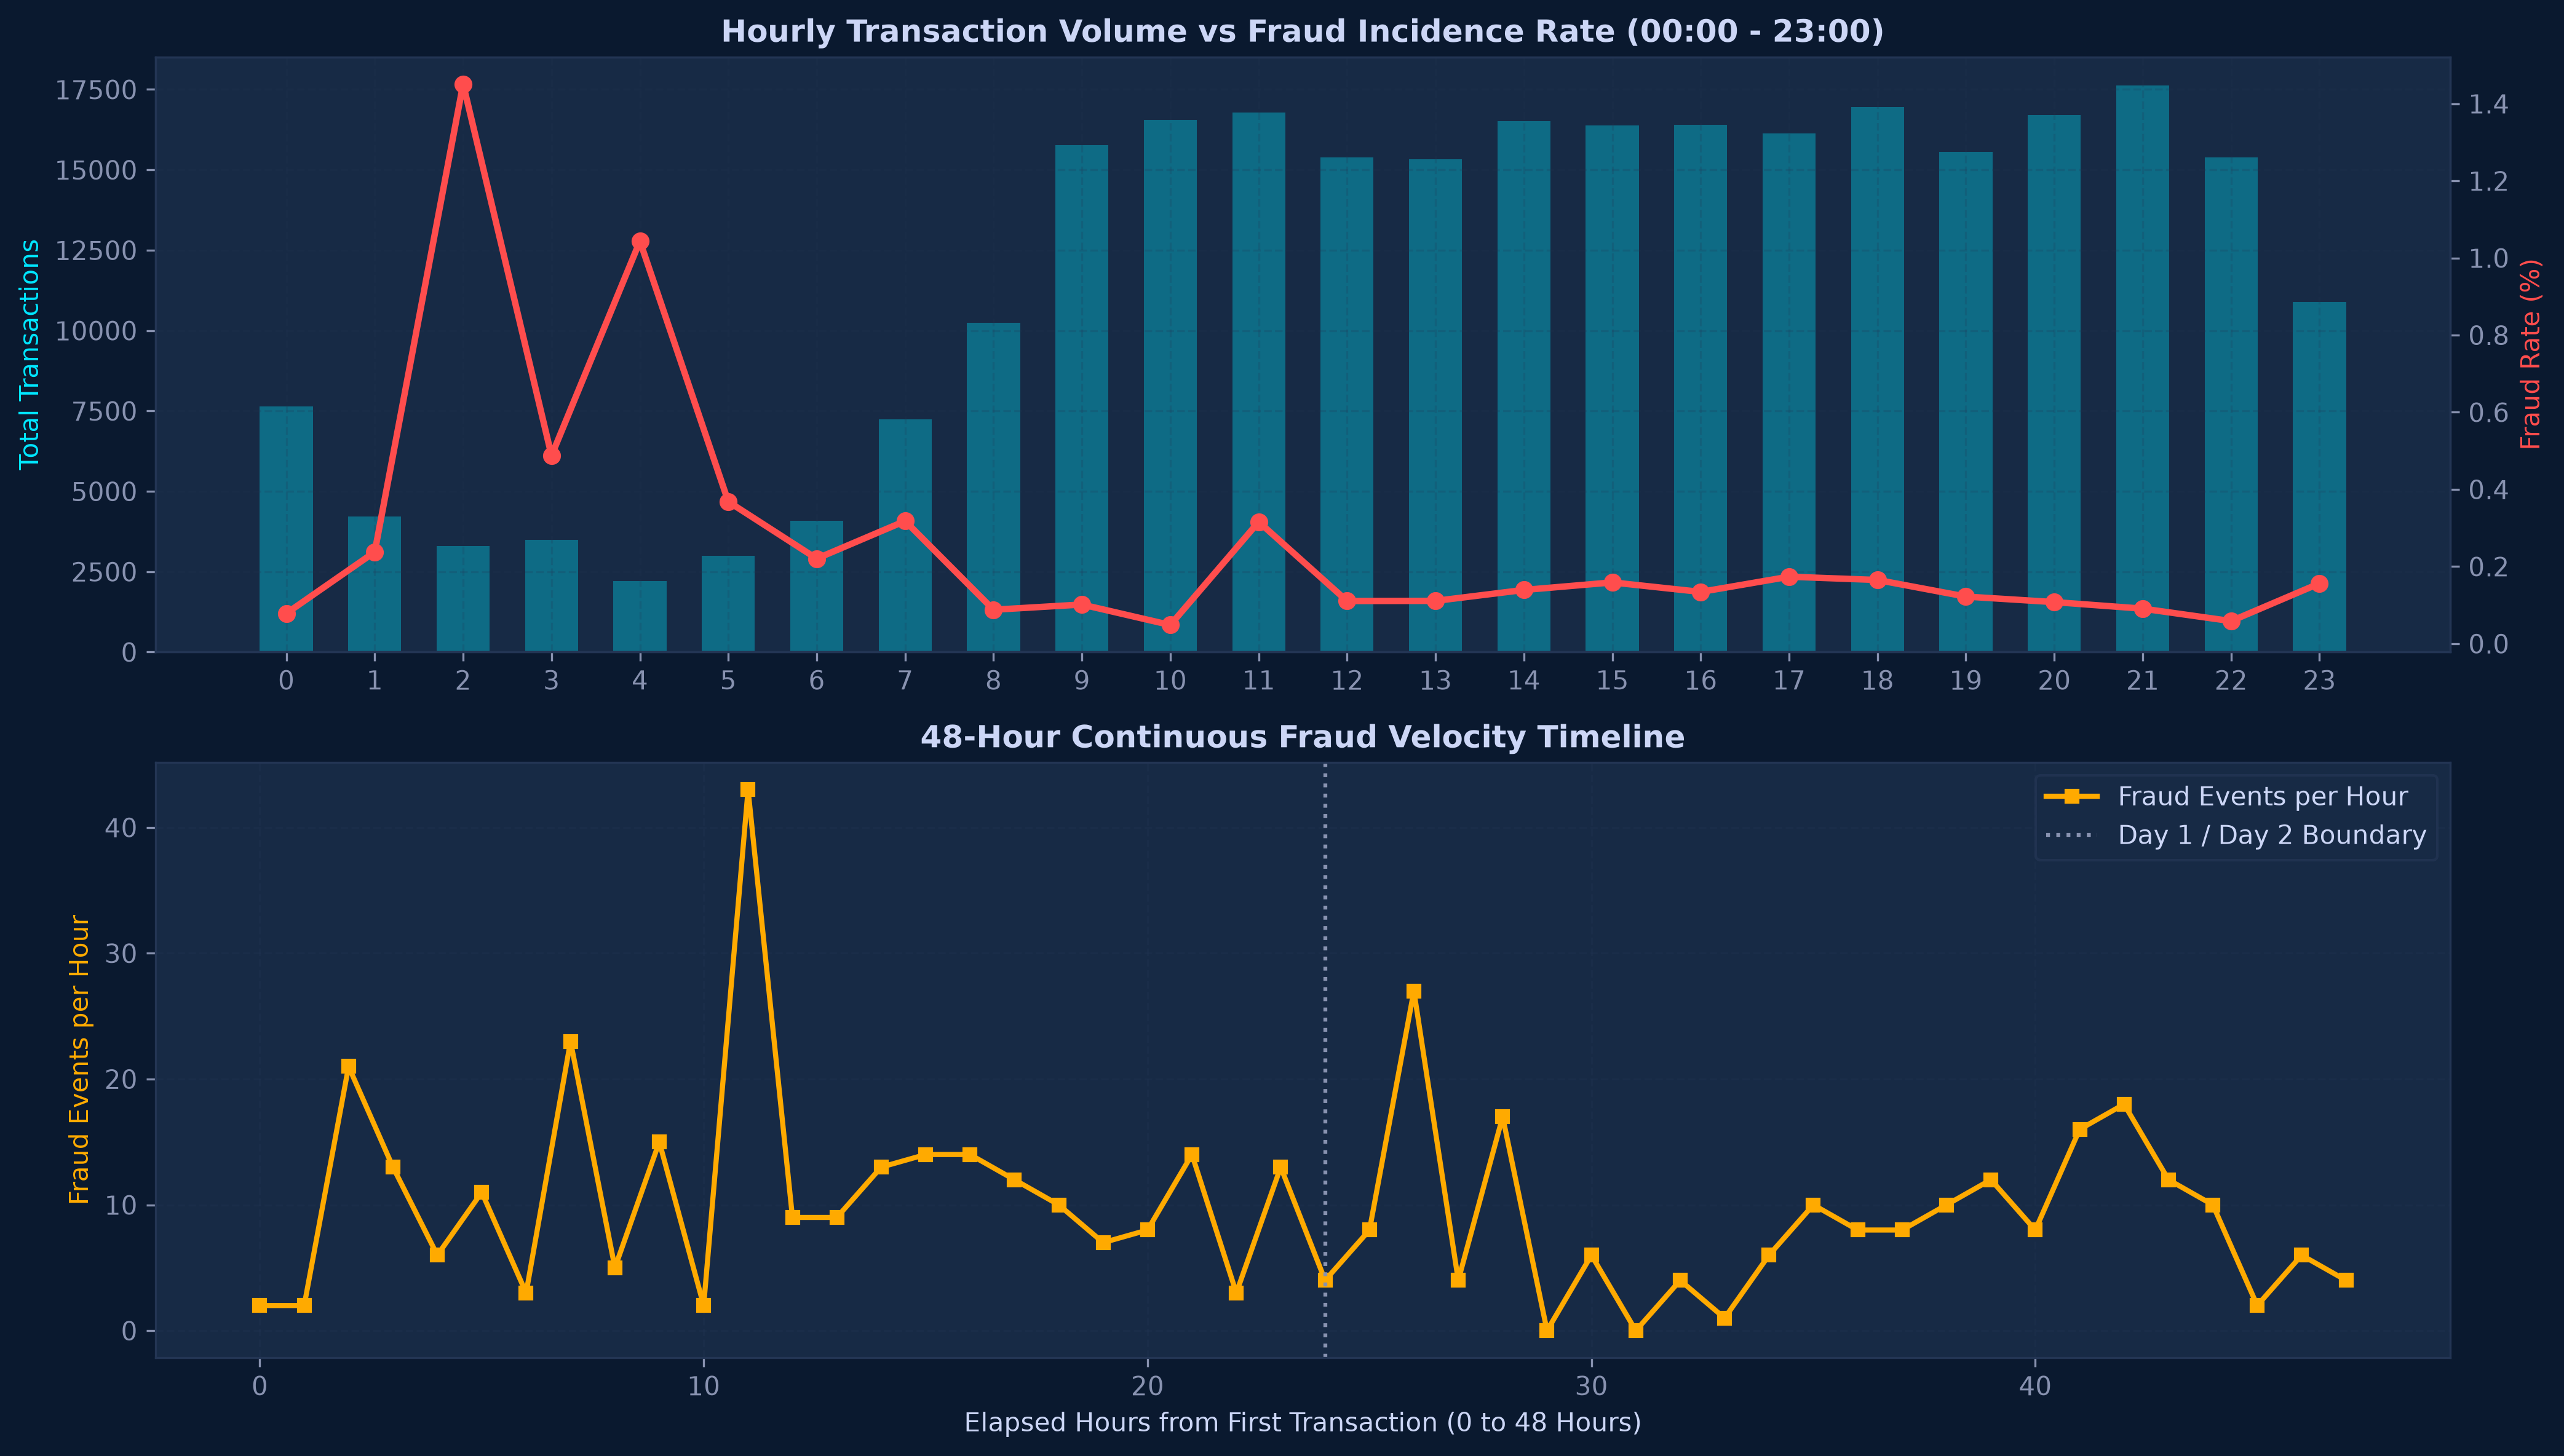 Hourly Transaction Volume vs Fraud Incidence Rate (00:00 - 23:00)
Total Transactions
17500
15000
12500
10000
7500
5000
2500
0
Fraud Rate (%)
1.4
1.2
1.0
0.8
0.6
0.4
0.2
0.0
0 1 2 3 4 5 6 7 8 9 10 11 12 13 14 15 16 17 18 19 20 21 22 23
48-Hour Continuous Fraud Velocity Timeline
Fraud Events per Hour
Day 1 / Day 2 Boundary
Fraud Events per Hour
40
30
20
10
0
0 10 20 30 40
Elapsed Hours from First Transaction (0 to 48 Hours)